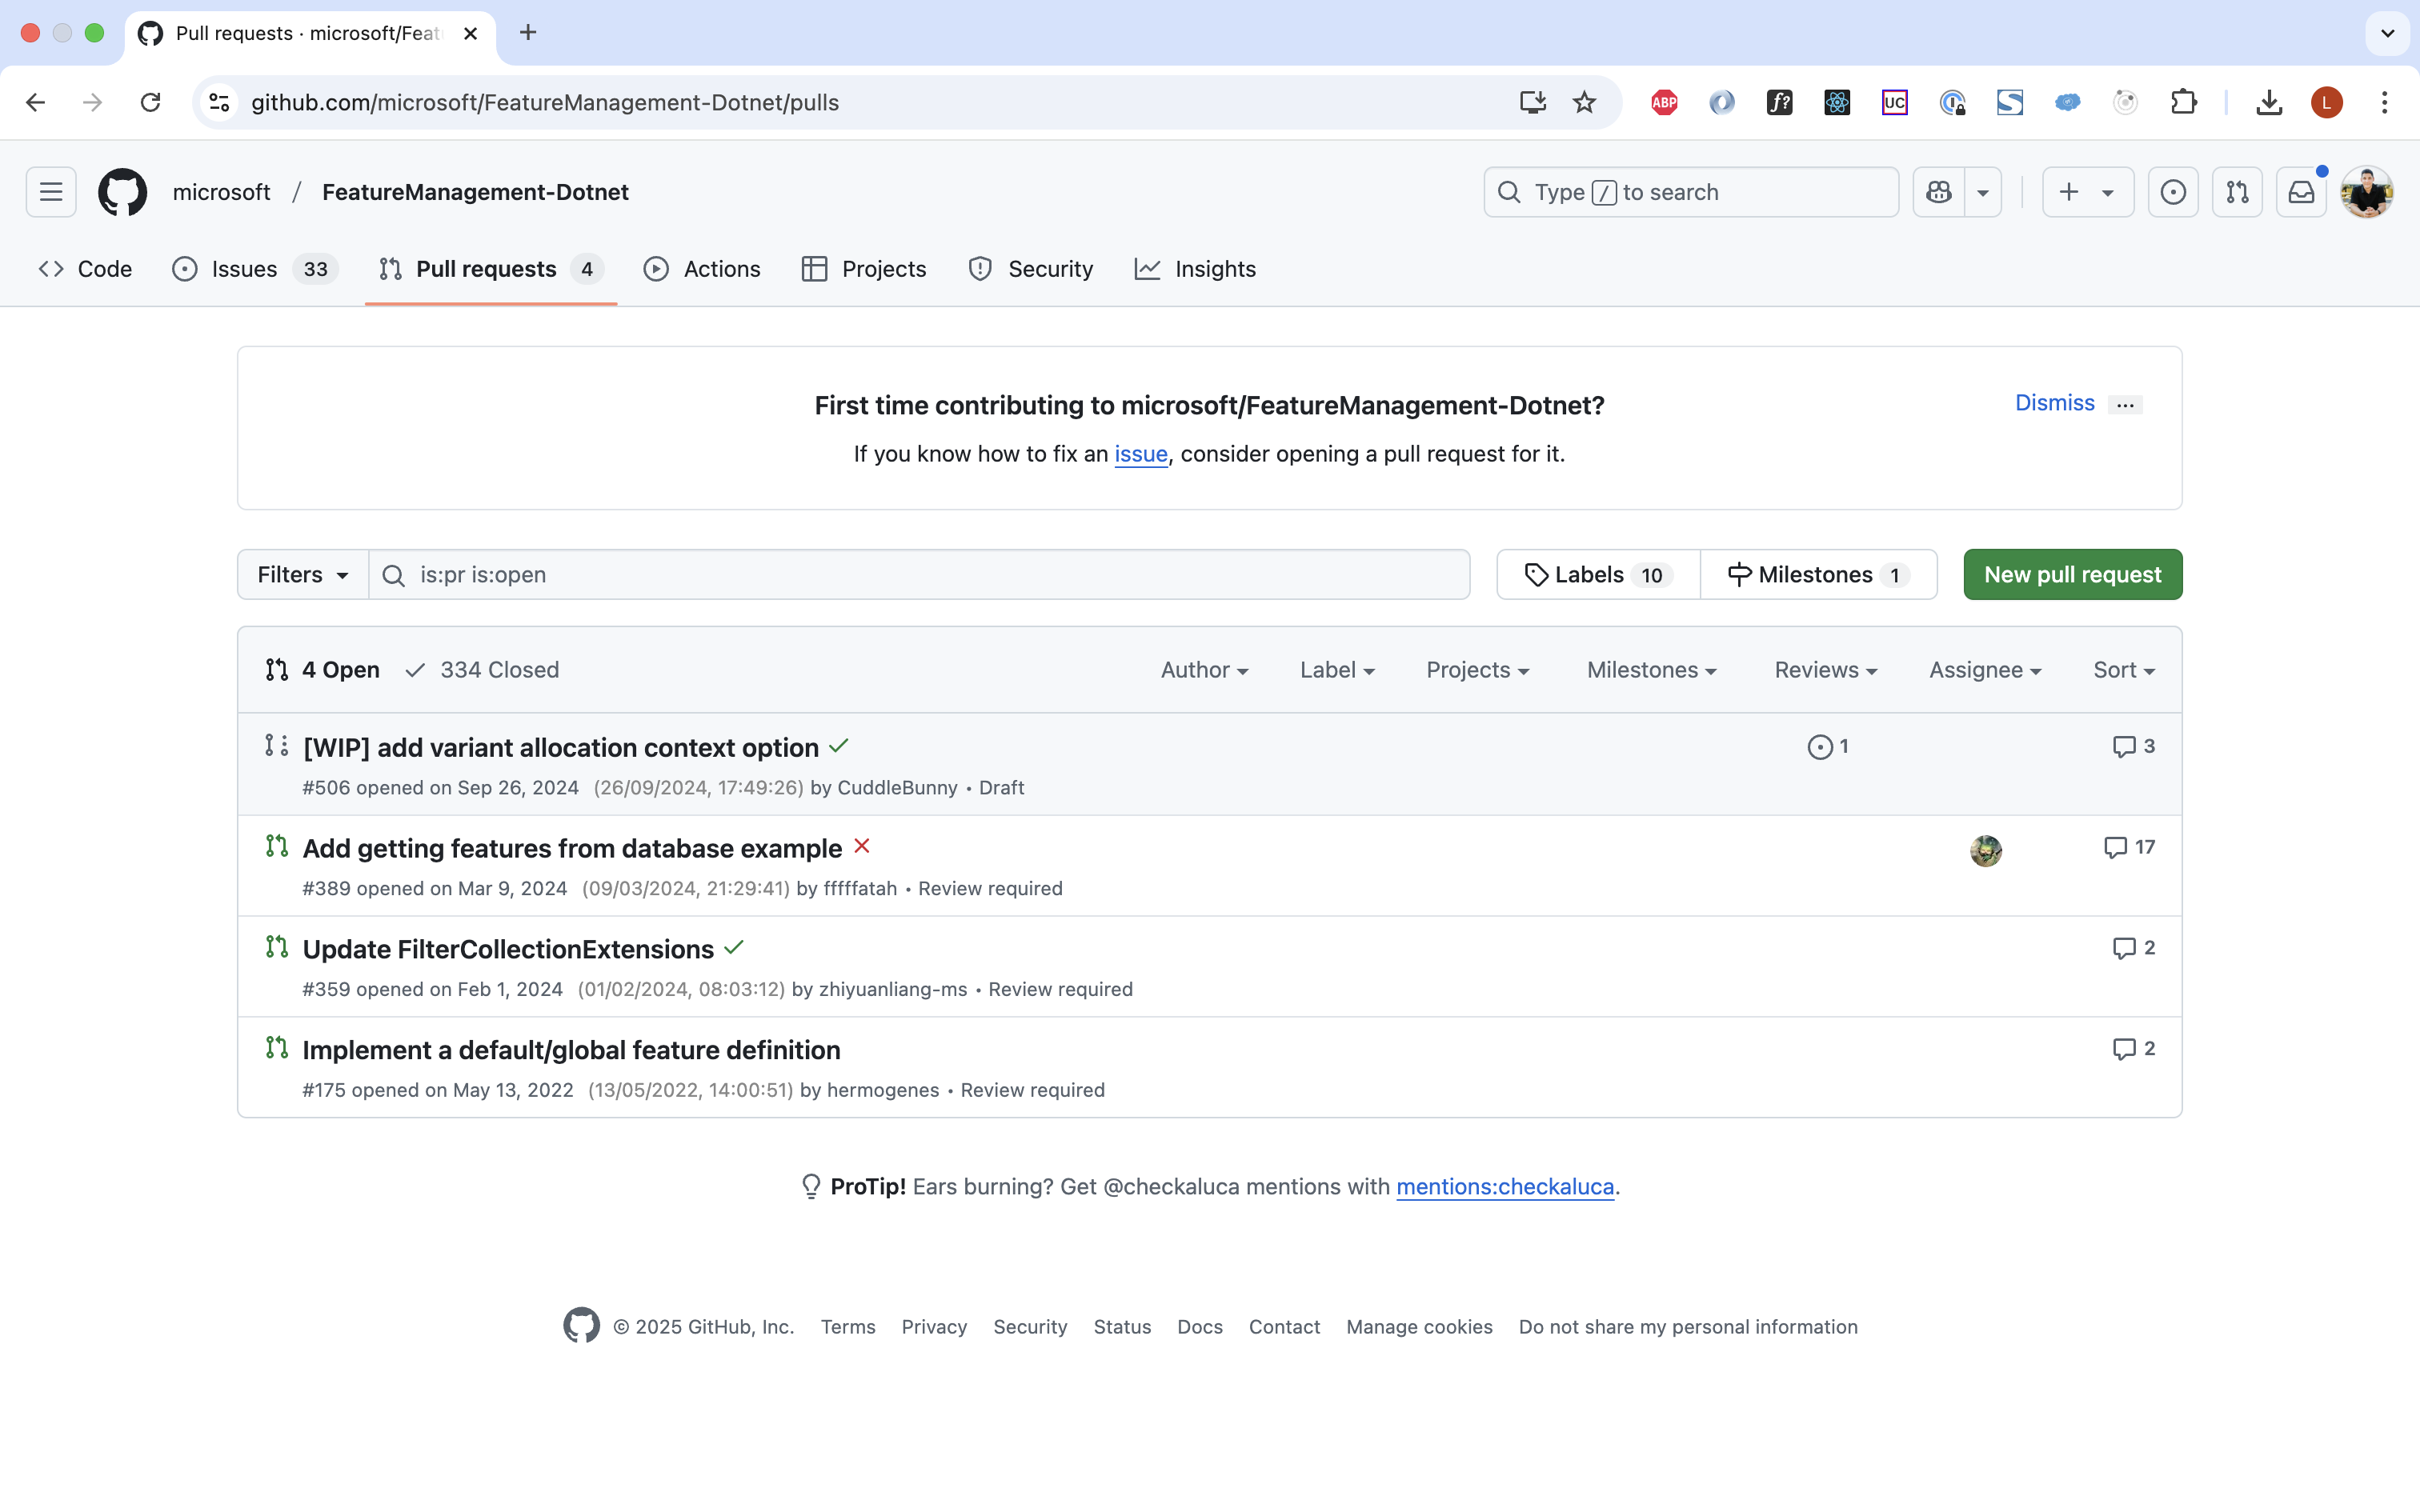 Pull requests · microsoft/Feat
github.com/microsoft/FeatureManagement-Dotnet/pulls
ABP
f?
UC
L
microsoft / FeatureManagement-Dotnet
Type / to search
Code
Issues 33
Pull requests 4
Actions
Projects
Security
Insights
First time contributing to microsoft/FeatureManagement-Dotnet?
Dismiss ...
If you know how to fix an issue, consider opening a pull request for it.
Filters
is:pr is:open
Labels 10
Milestones 1
New pull request
4 Open
334 Closed
Author
Label
Projects
Milestones
Reviews
Assignee
Sort
[WIP] add variant allocation context option
1
3
#506 opened on Sep 26, 2024 (26/09/2024, 17:49:26) by CuddleBunny • Draft
Add getting features from database example
17
#389 opened on Mar 9, 2024 (09/03/2024, 21:29:41) by fffffatah • Review required
Update FilterCollectionExtensions
2
#359 opened on Feb 1, 2024 (01/02/2024, 08:03:12) by zhiyuanliang-ms • Review required
Implement a default/global feature definition
2
#175 opened on May 13, 2022 (13/05/2022, 14:00:51) by hermogenes • Review required
ProTip! Ears burning? Get @checkaluca mentions with mentions:checkaluca.
© 2025 GitHub, Inc.
Terms
Privacy
Security
Status
Docs
Contact
Manage cookies
Do not share my personal information